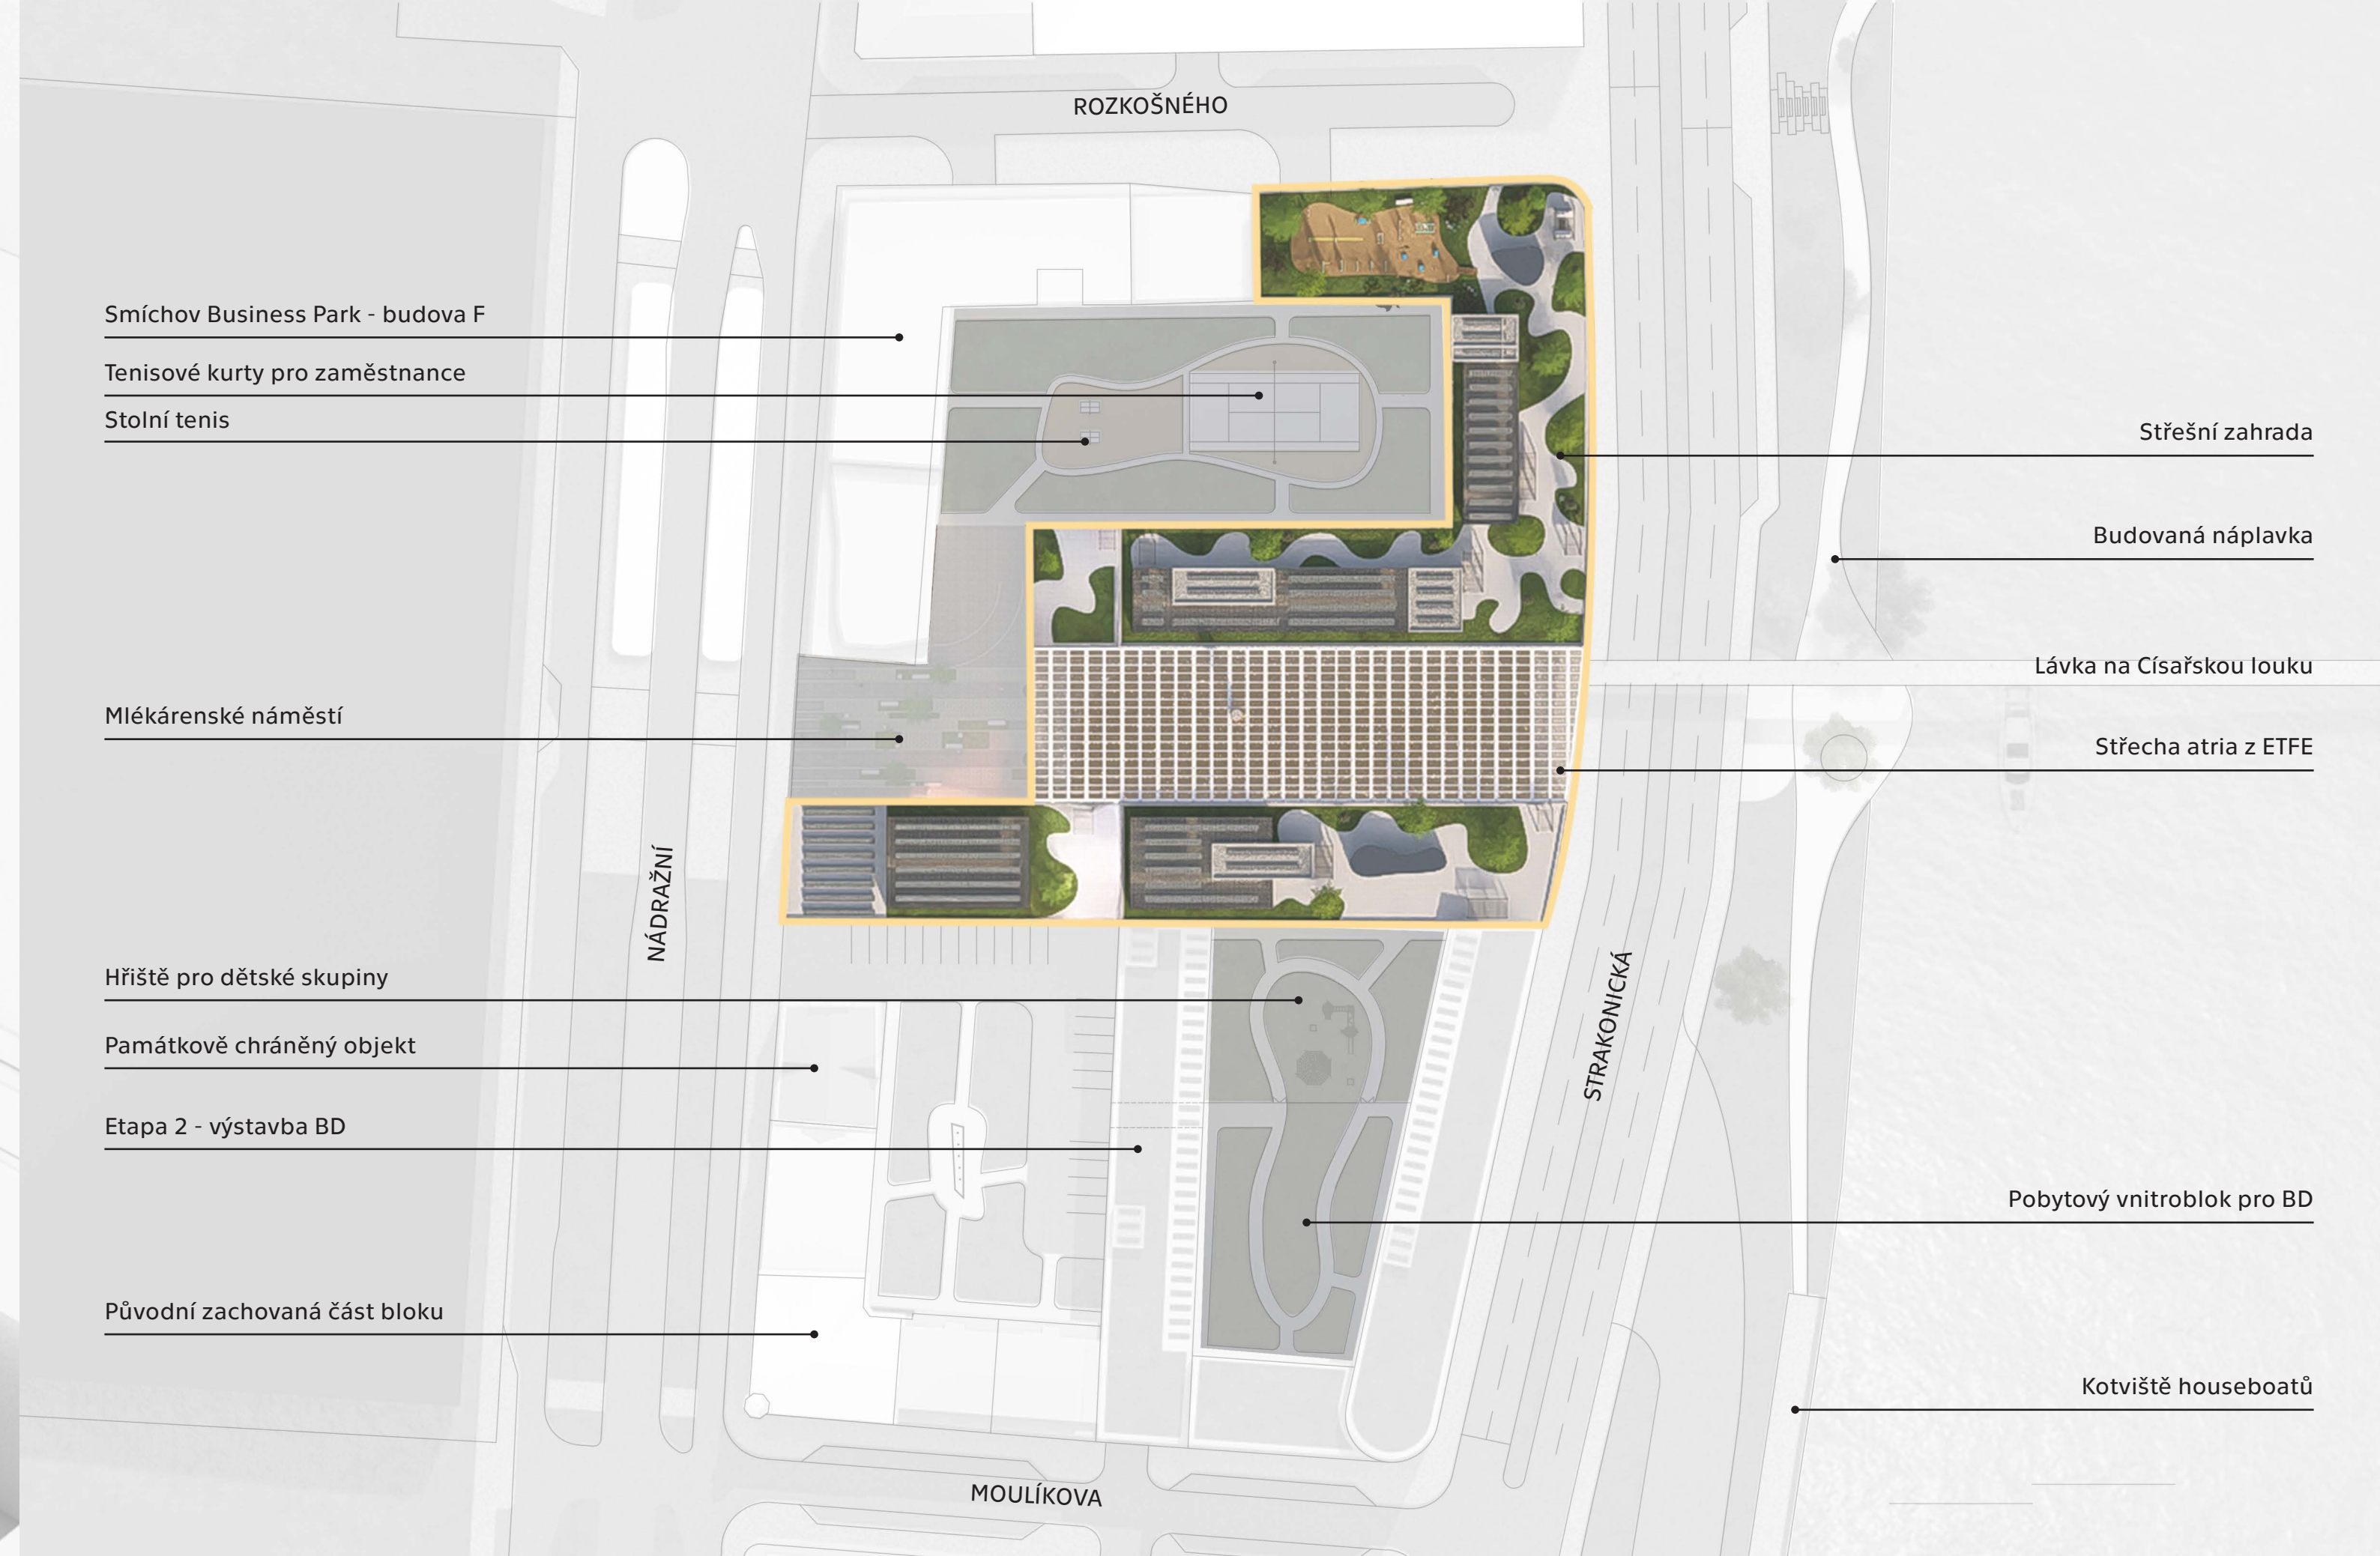 ROZKOŠNÉHO
Smíchov Business Park - budova F
Tenisové kurty pro zaměstnance
Stolní tenis
Střešní zahrada
Budovaná náplavka
Lávka na Císařskou louku
Mlékárenské náměstí
Střecha atria z ETFE
NÁDRAŽNÍ
Hřiště pro dětské skupiny
STRAKONICKÁ
Památkově chráněný objekt
Etapa 2 - výstavba BD
Pobytový vnitroblok pro BD
Původní zachovaná část bloku
Kotviště houseboatů
MOULÍKOVA